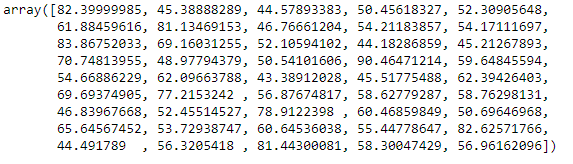 array([82.39999985, 45.38888289, 44.57893383, 50.45618327, 52.30905648,
61.88459616, 81.13469153, 46.76661204, 54.21183857, 54.17111697,
83.86752033, 69.16031255, 52.10594102, 44.18286859, 45.21267893,
70.74813955, 48.97794379, 50.54101606, 90.46471214, 59.64845594,
54.66886229, 62.09663788, 43.38912028, 45.51775488, 62.39426403,
69.69374905, 77.2153242 , 56.87674817, 58.62779287, 58.76298131,
46.83967668, 52.45514527, 78.9122398 , 60.46859849, 50.69646968,
65.64567452, 53.72938747, 60.64536038, 55.44778647, 82.62571766,
44.491789  , 56.3205418 , 81.44300081, 58.30047429, 56.96162096])